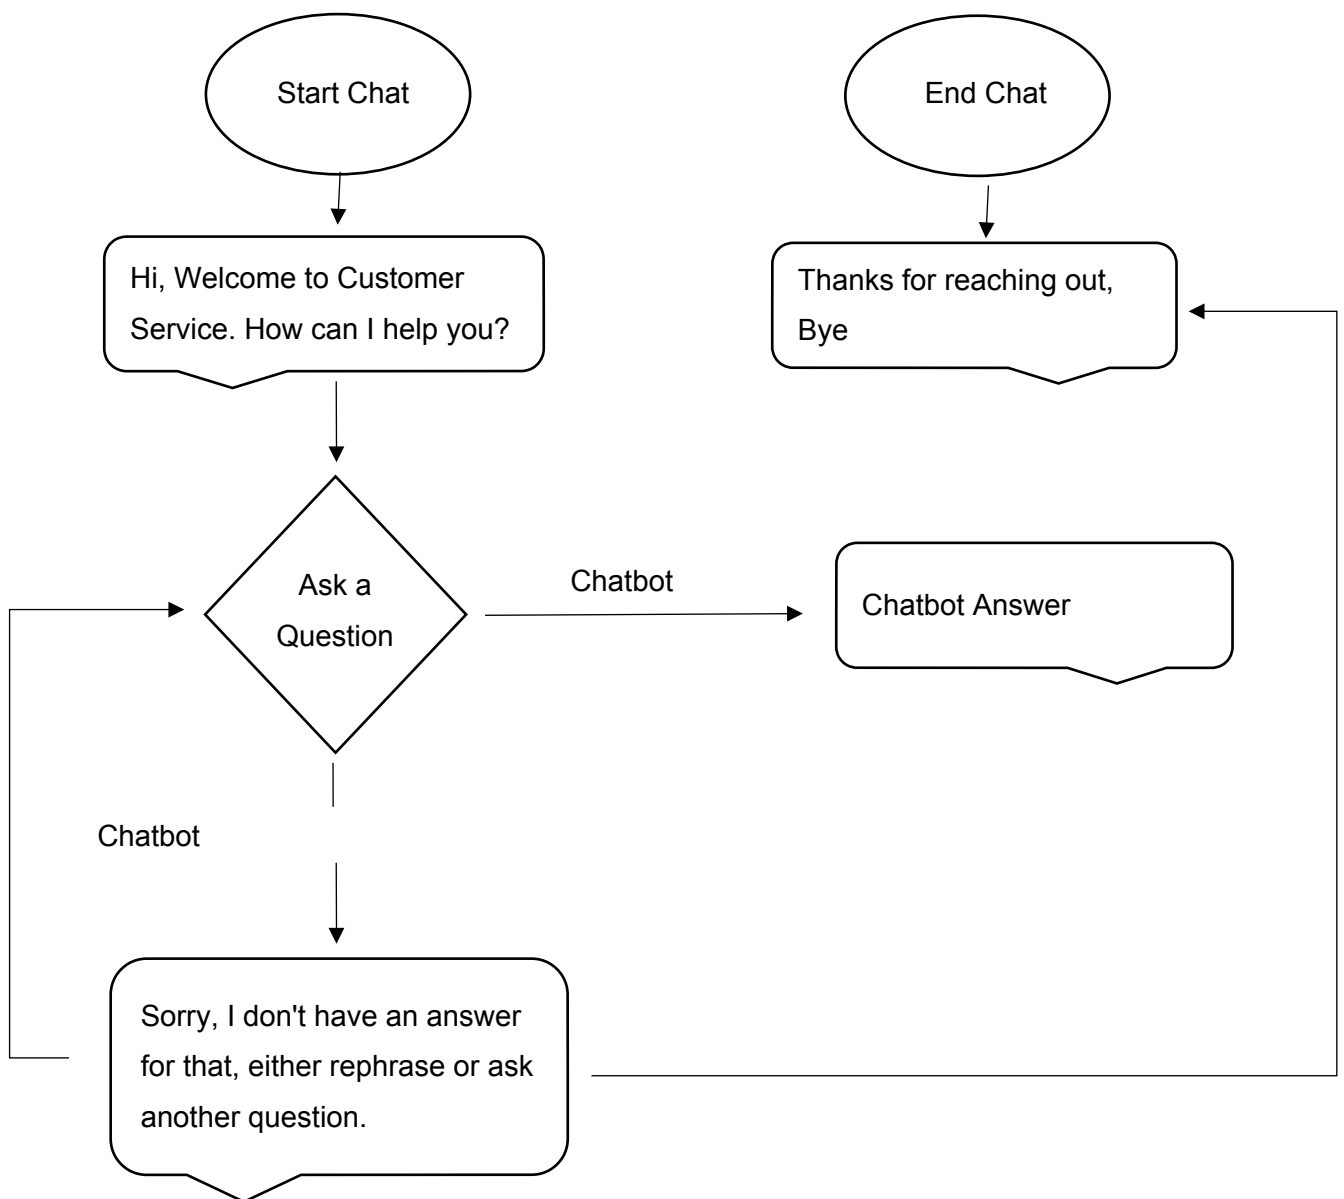 Start Chat
End Chat
Hi, Welcome to Customer
Service. How can I help you?
Thanks for reaching out,
Bye
Ask a
Question
Chatbot
Chatbot Answer
Chatbot
Sorry, I don't have an answer
for that, either rephrase or ask
another question.